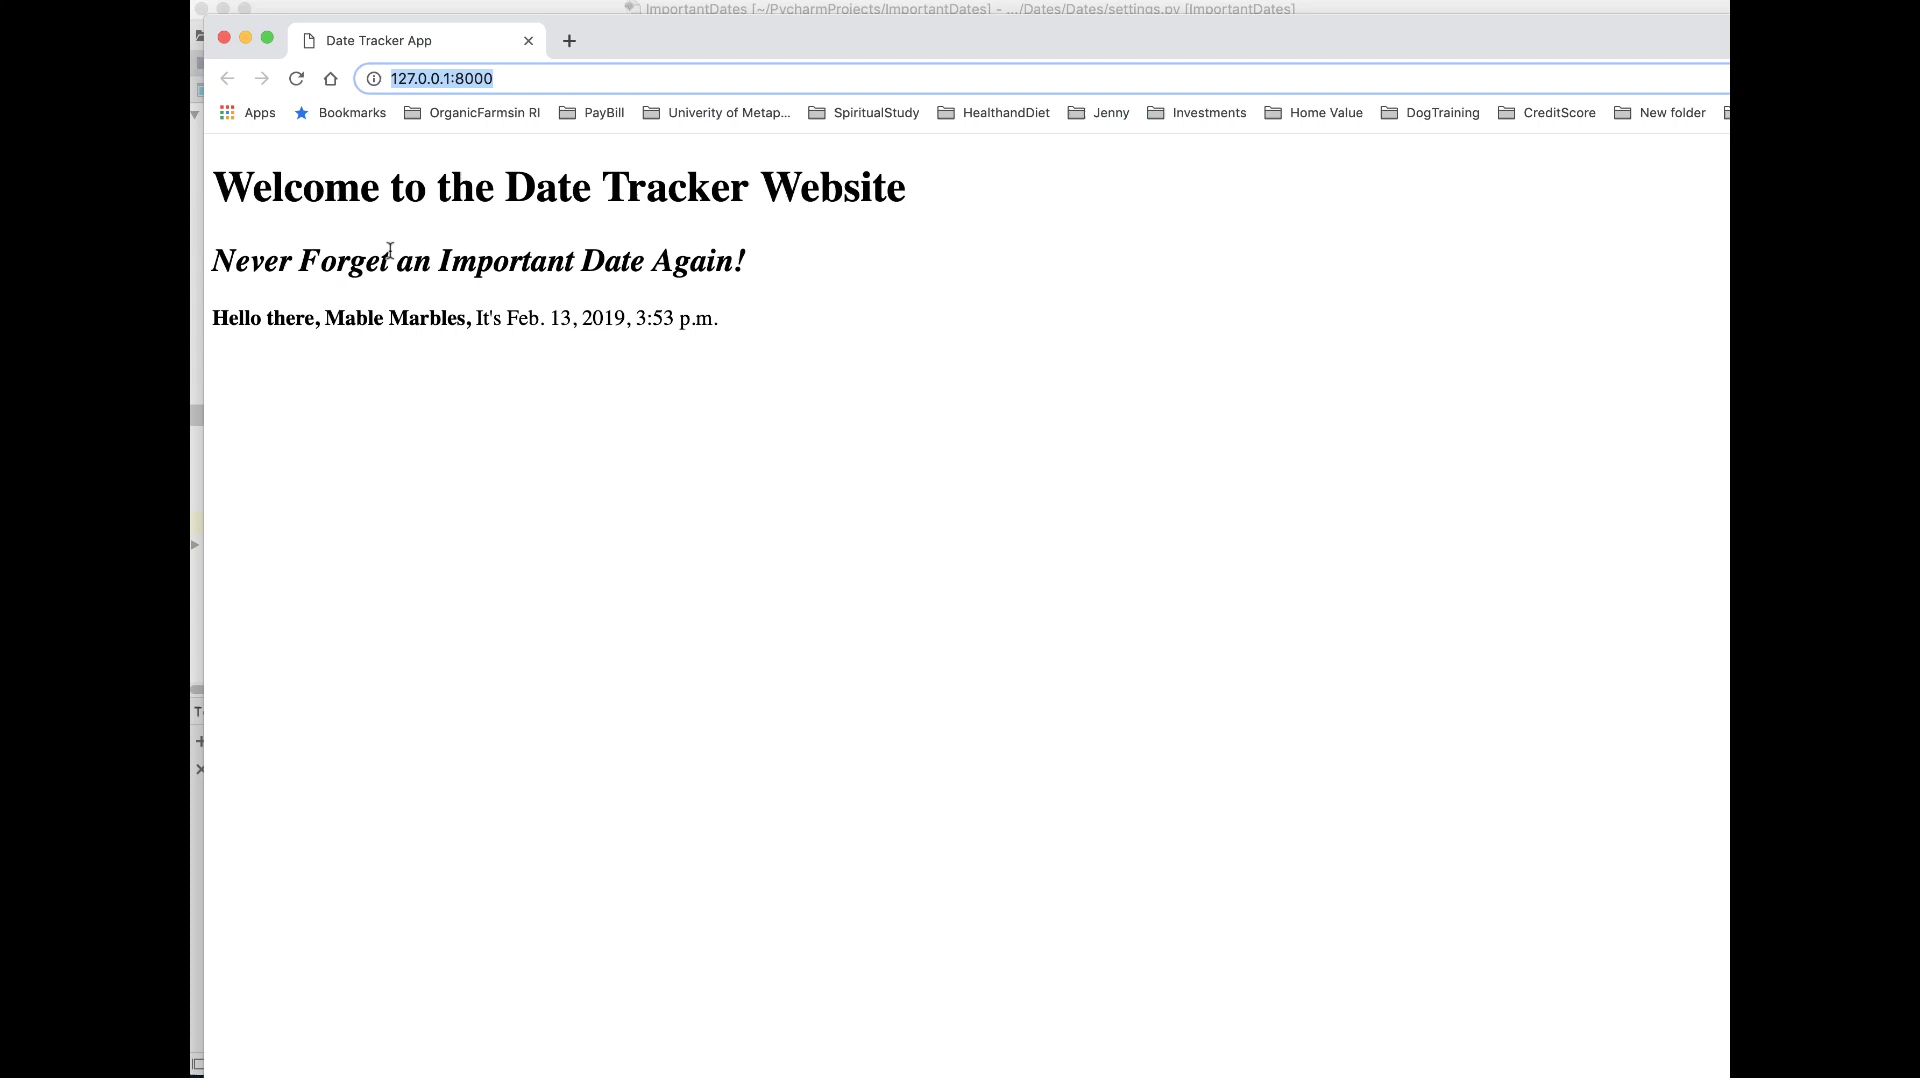 ImportantDates [~/PycharmProjects/ImportantDates] - .../Dates/Dates/settings.py [ImportantDates]
Date Tracker App
127.0.0.1:8000
Apps Bookmarks OrganicFarmsin RI PayBill Univerity of Metap... SpiritualStudy HealthandDiet Jenny Investments Home Value DogTraining CreditScore New folder
Welcome to the Date Tracker Website
Never Forget an Important Date Again!
Hello there, Mable Marbles, It's Feb. 13, 2019, 3:53 p.m.